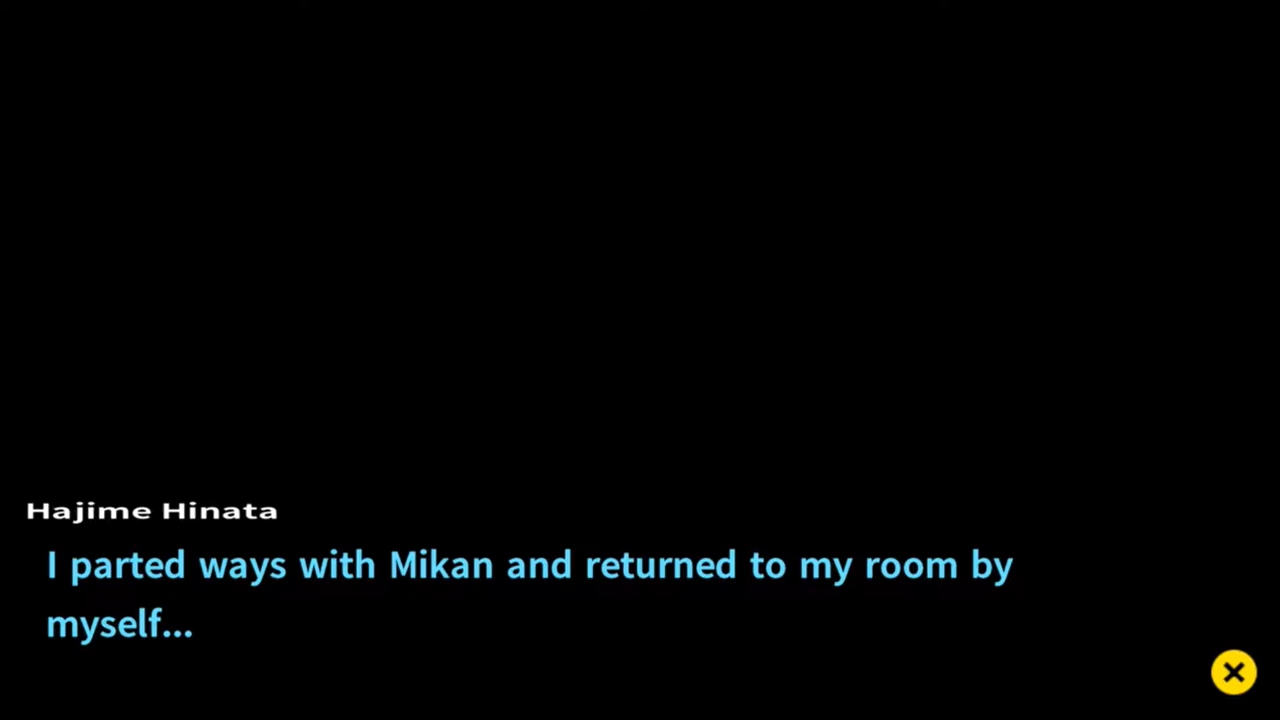 Hajime Hinata
I parted ways with Mikan and returned to my room by
myself...